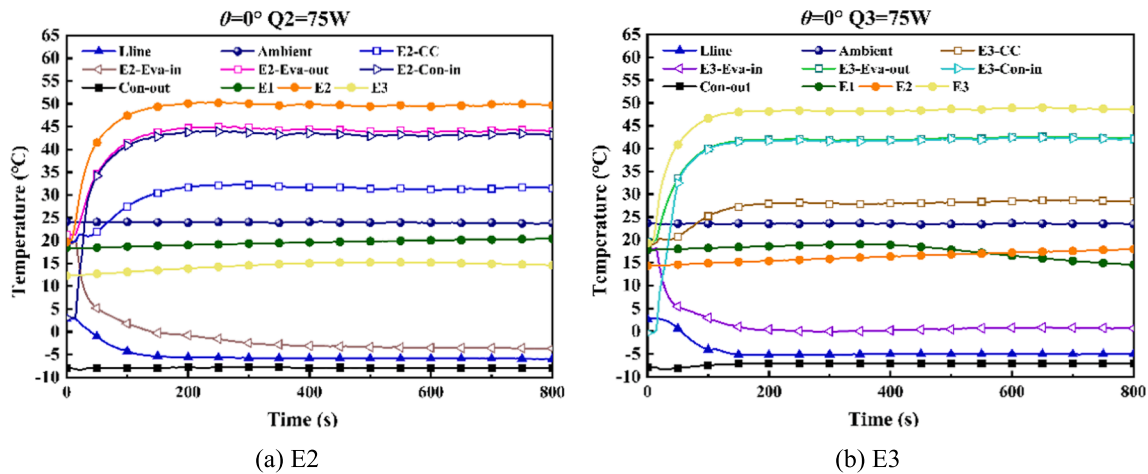 θ=0° Q2=75W
Lline Ambient E2-CC
E2-Eva-in E2-Eva-out E2-Con-in
Con-out E1 E2 E3
65
60
55
50
45
40
35
30
25
20
15
10
5
0
-5
-10
Temperature (°C)
0 200 400 600 800
Time (s)
(a) E2
θ=0° Q3=75W
Lline Ambient E3-CC
E3-Eva-in E3-Eva-out E3-Con-in
Con-out E1 E2 E3
65
60
55
50
45
40
35
30
25
20
15
10
5
0
-5
-10
Temperature (°C)
0 200 400 600 800
Time (s)
(b) E3